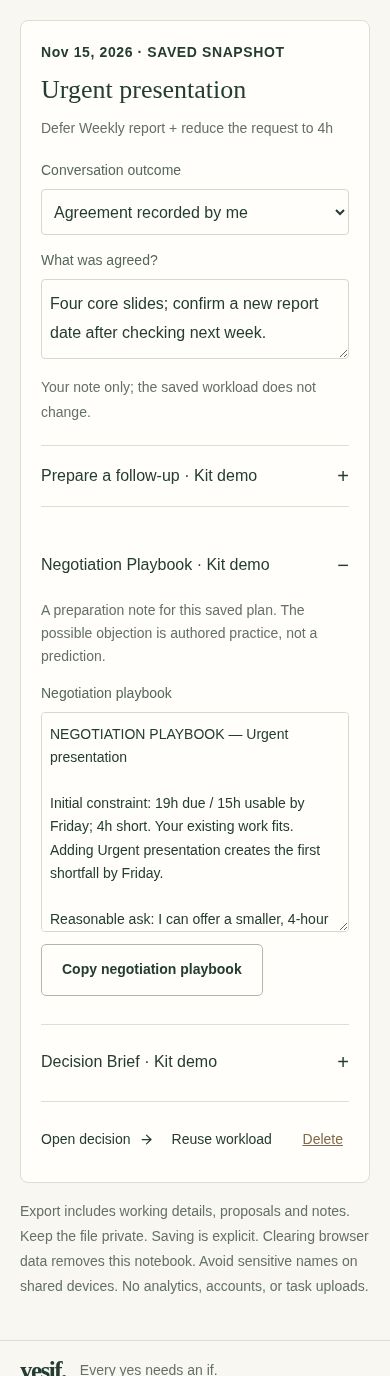 Nov 15, 2026 · SAVED SNAPSHOT
Urgent presentation
Defer Weekly report + reduce the request to 4h
Conversation outcome
Agreement recorded by me
What was agreed?
Four core slides; confirm a new report
date after checking next week.
Your note only; the saved workload does not
change.
Prepare a follow-up · Kit demo +
Negotiation Playbook · Kit demo −
A preparation note for this saved plan. The
possible objection is authored practice, not a
prediction.
Negotiation playbook
NEGOTIATION PLAYBOOK — Urgent
presentation
Initial constraint: 19h due / 15h usable by
Friday; 4h short. Your existing work fits.
Adding Urgent presentation creates the first
shortfall by Friday.
Reasonable ask: I can offer a smaller, 4-hour
Copy negotiation playbook
Decision Brief · Kit demo +
Open decision → Reuse workload Delete
Export includes working details, proposals and notes.
Keep the file private. Saving is explicit. Clearing browser
data removes this notebook. Avoid sensitive names on
shared devices. No analytics, accounts, or task uploads.
yesif. Every yes needs an if.